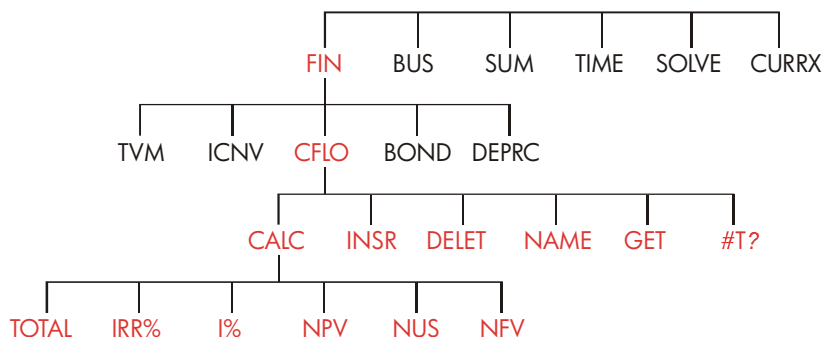 FIN BUS SUM TIME SOLVE CURRX
TVM ICNV CFLO BOND DEPRC
CALC INSR DELET NAME GET #T?
TOTAL IRR% I% NPV NUS NFV